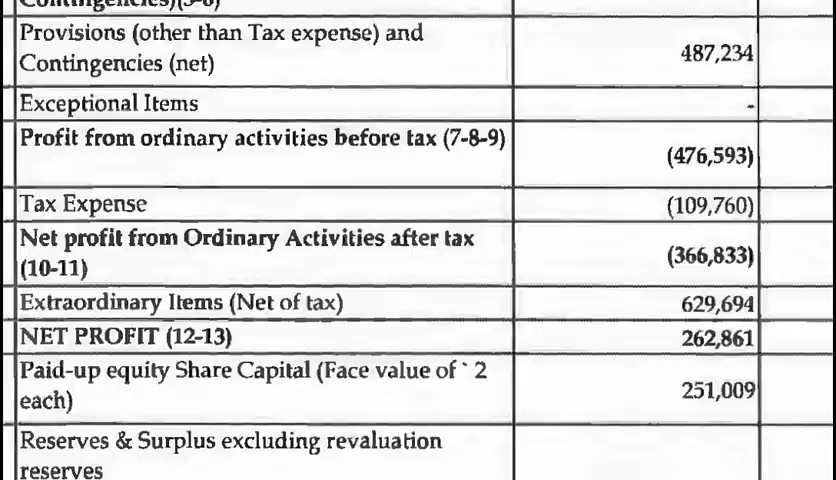 Contingencies)(5-6)
Provisions (other than Tax expense) and
Contingencies (net)
487,234
Exceptional Items
-
Profit from ordinary activities before tax (7-8-9)
(476,593)
Tax Expense
(109,760)
Net profit from Ordinary Activities after tax
(10-11)
(366,833)
Extraordinary Items (Net of tax)
629,694
NET PROFIT (12-13)
262,861
Paid-up equity Share Capital (Face value of ` 2
each)
251,009
Reserves & Surplus excluding revaluation
reserves